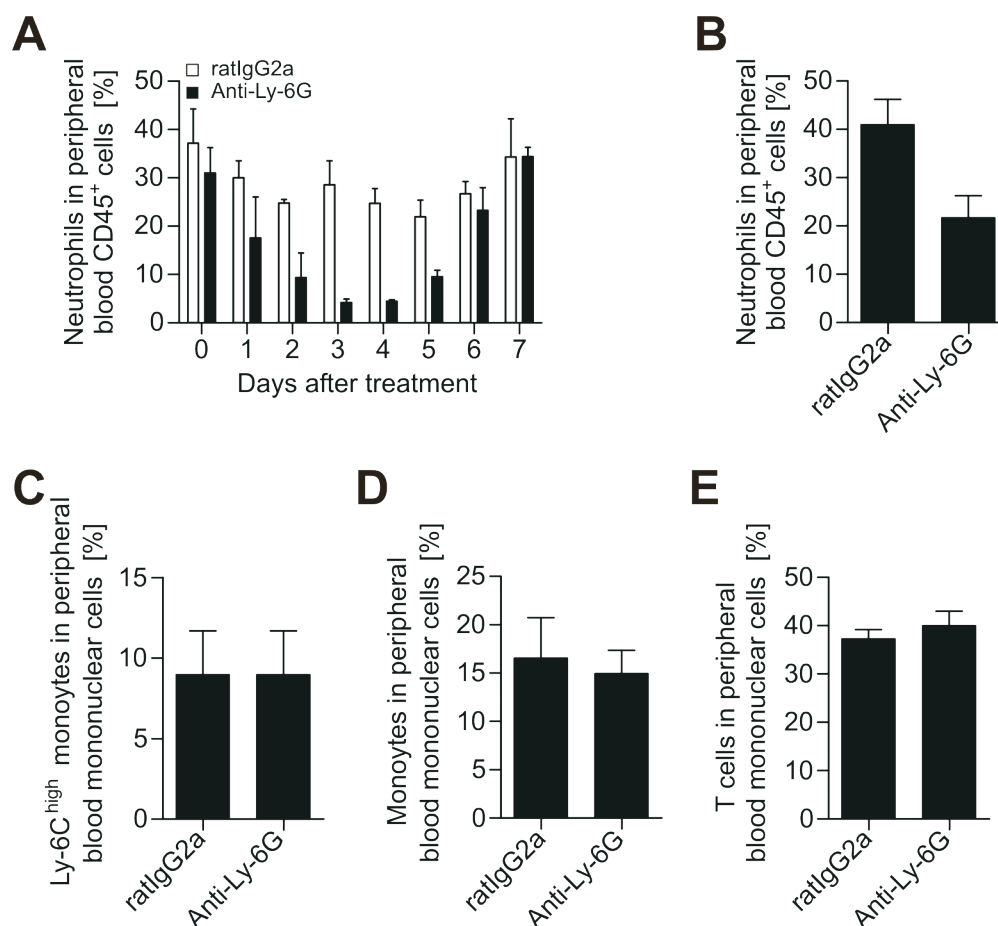 A
Neutrophils in peripheral
blood CD45+ cells [%]
50
40
30
20
10
0
ratIgG2a
Anti-Ly-6G
0 1 2 3 4 5 6 7
Days after treatment
B
Neutrophils in peripheral
blood CD45+ cells [%]
50
40
30
20
10
0
ratIgG2a
Anti-Ly-6G
C
Ly-6Chigh monoytes in peripheral
blood mononuclear cells [%]
15
10
5
0
ratIgG2a
Anti-Ly-6G
D
Monoytes in peripheral
blood mononuclear cells [%]
25
20
15
10
5
0
ratIgG2a
Anti-Ly-6G
E
T cells in peripheral
blood mononuclear cells [%]
50
40
30
20
10
0
ratIgG2a
Anti-Ly-6G